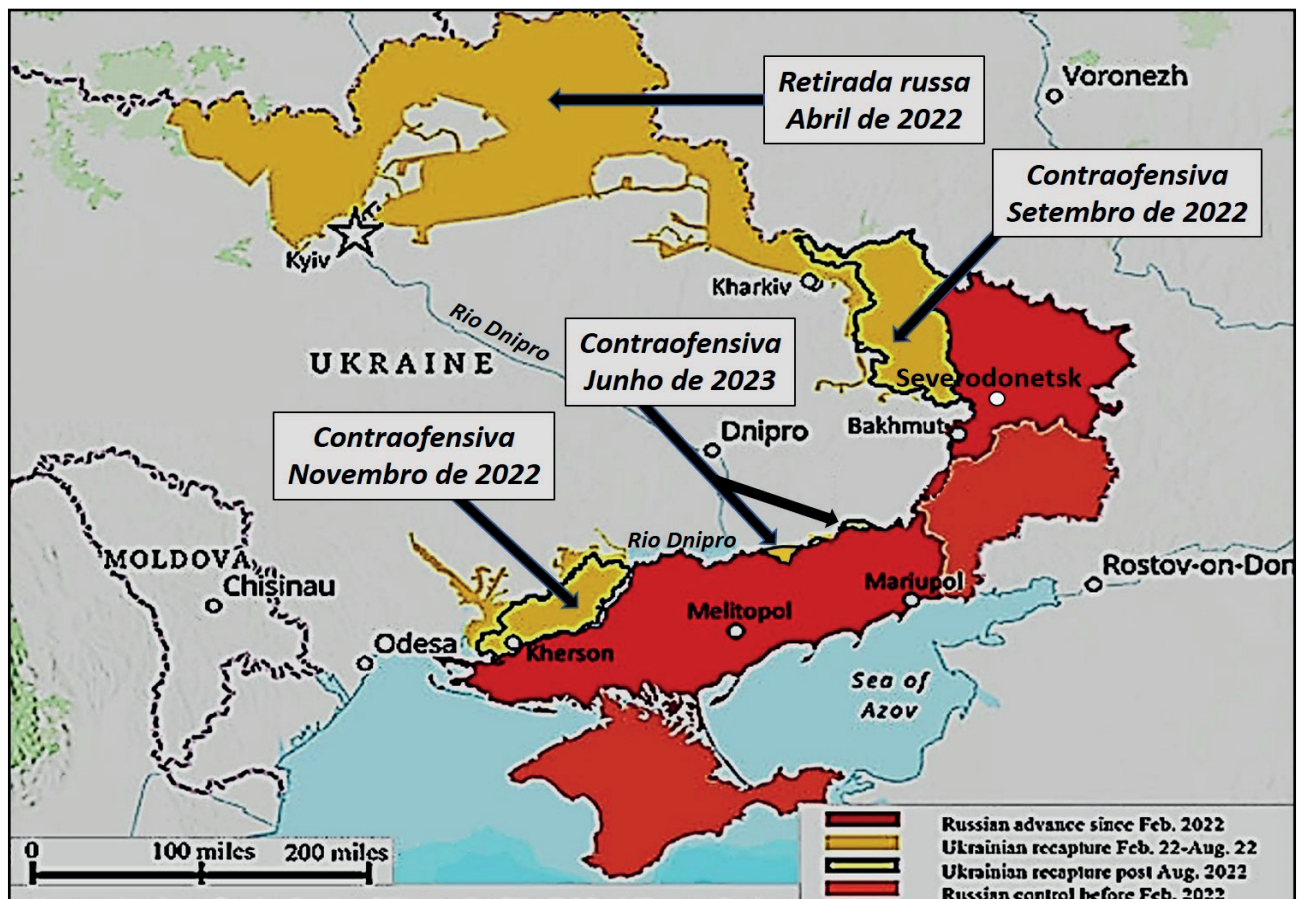 Retirada russa
Abril de 2022
Voronezh
Contraofensiva
Setembro de 2022
Kyiv
Kharkiv
Rio Dnipro
UKRAINE
Contraofensiva
Junho de 2023
Severodonetsk
Contraofensiva
Novembro de 2022
Dnipro
Bakhmut
Rio Dnipro
MOLDOVA
Chisinau
Mariupol
Rostov-on-Don
Melitopol
Odesa
Kherson
Sea of
Azov
0 100 miles 200 miles
Russian advance since Feb. 2022
Ukrainian recapture Feb. 22-Aug. 22
Ukrainian recapture post Aug. 2022
Russian control before Feb. 2022